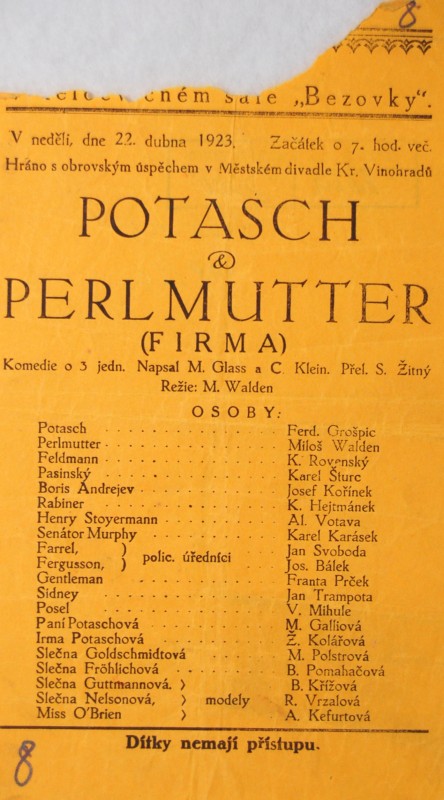 8
sále „Bezovky“.
V neděli, dne 22. dubna 1923. Začátek o 7. hod. več.
Hráno s obrovským úspěchem v Městském divadle Kr. Vinohradů
POTASCH
&
PERLMUTTER
(FIRMA)
Komedie o 3 jedn. Napsal M. Glass a C. Klein. Přel. S. Žitný
Režie: M. Walden
OSOBY:
Potasch Ferd. Grošpic
Perlmutter Miloš Walden
Feldmann K. Rovenský
Pasinský Karel Šturc
Boris Andrejev Josef Kořínek
Rabiner K. Hejtmánek
Henry Stoyermann Al. Votava
Senátor Murphy Karel Karásek
Farrel, ) Jan Svoboda
polic. úředníci
Fergusson, ) Jos. Bálek
Gentleman Franta Prček
Sidney Jan Trampota
Posel V. Mihule
Paní Potaschová M. Galliová
Irma Potaschová Ž. Kolářová
Slečna Goldschmidtová M. Polstrová
Slečna Fröhlichová B. Pomahačová
Slečna Guttmannová, ) B. Křížová
Slečna Nelsonová, ) modely R. Vrzalová
Miss O'Brien ) A. Kefurtová
Dítky nemají přístupu.
8